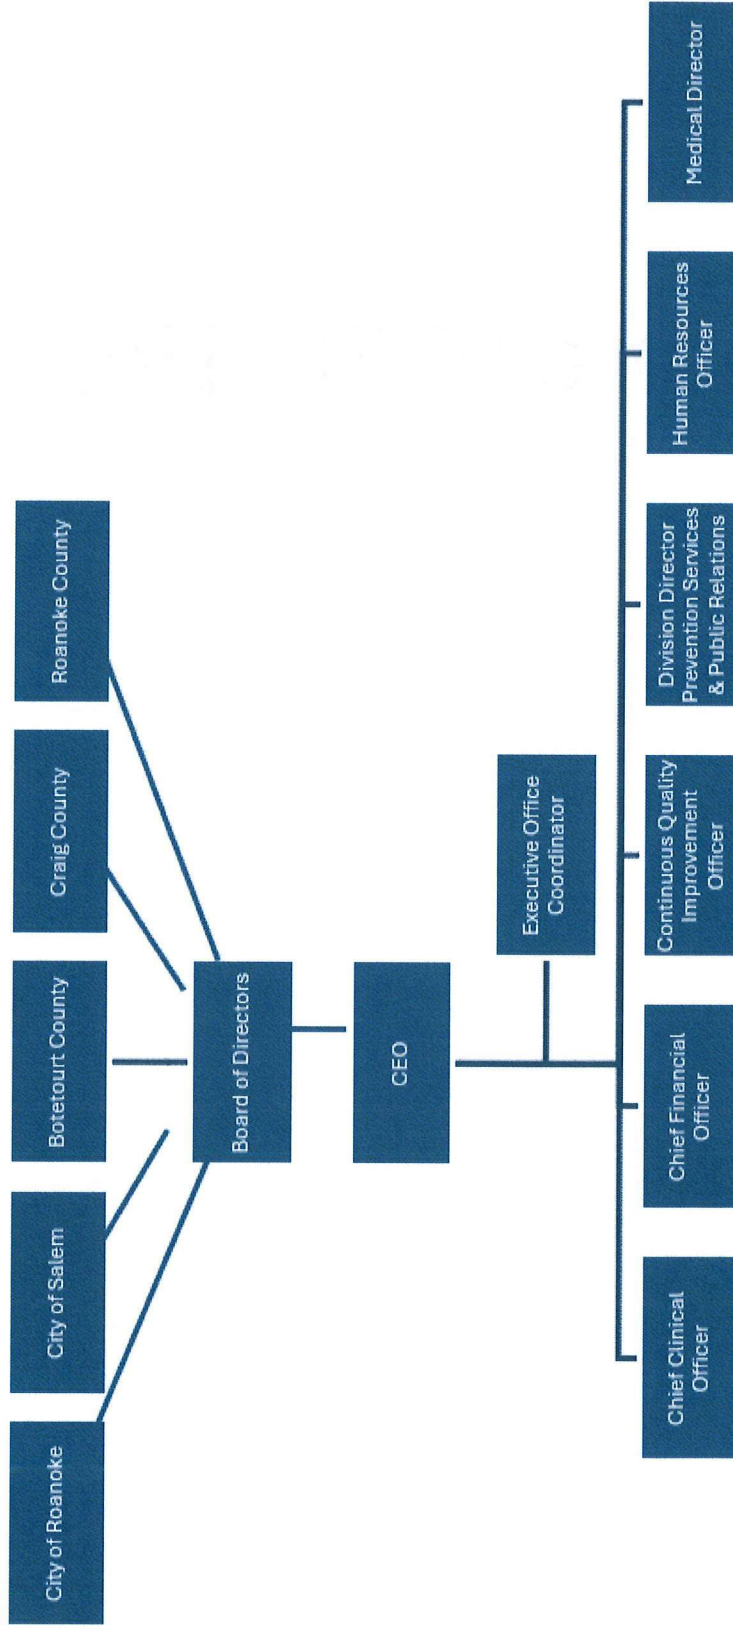 City of Roanoke
City of Salem
Botetourt County
Craig County
Roanoke County
Board of Directors
CEO
Executive Office
Coordinator
Chief Clinical
Officer
Chief Financial
Officer
Continuous Quality
Improvement
Officer
Division Director
Prevention Services
& Public Relations
Human Resources
Officer
Medical Director